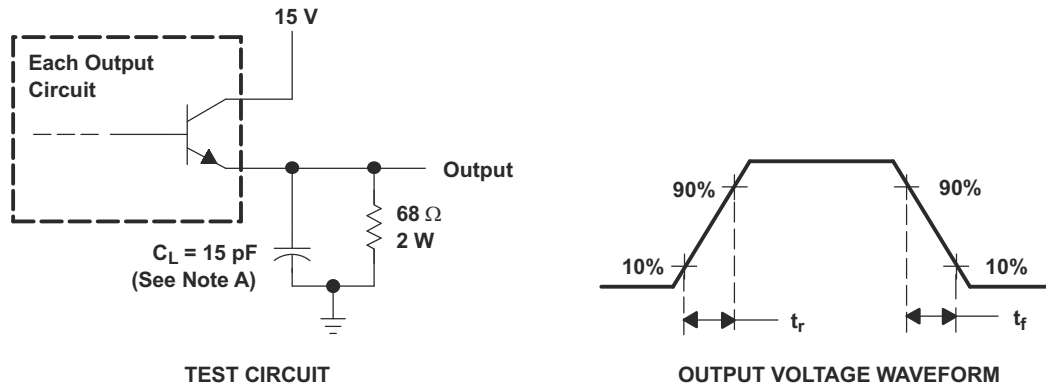 15 V
Each Output
Circuit
Output
68 Ω
2 W
C_L = 15 pF
(See Note A)
TEST CIRCUIT
90%
90%
10%
10%
t_r
t_f
OUTPUT VOLTAGE WAVEFORM